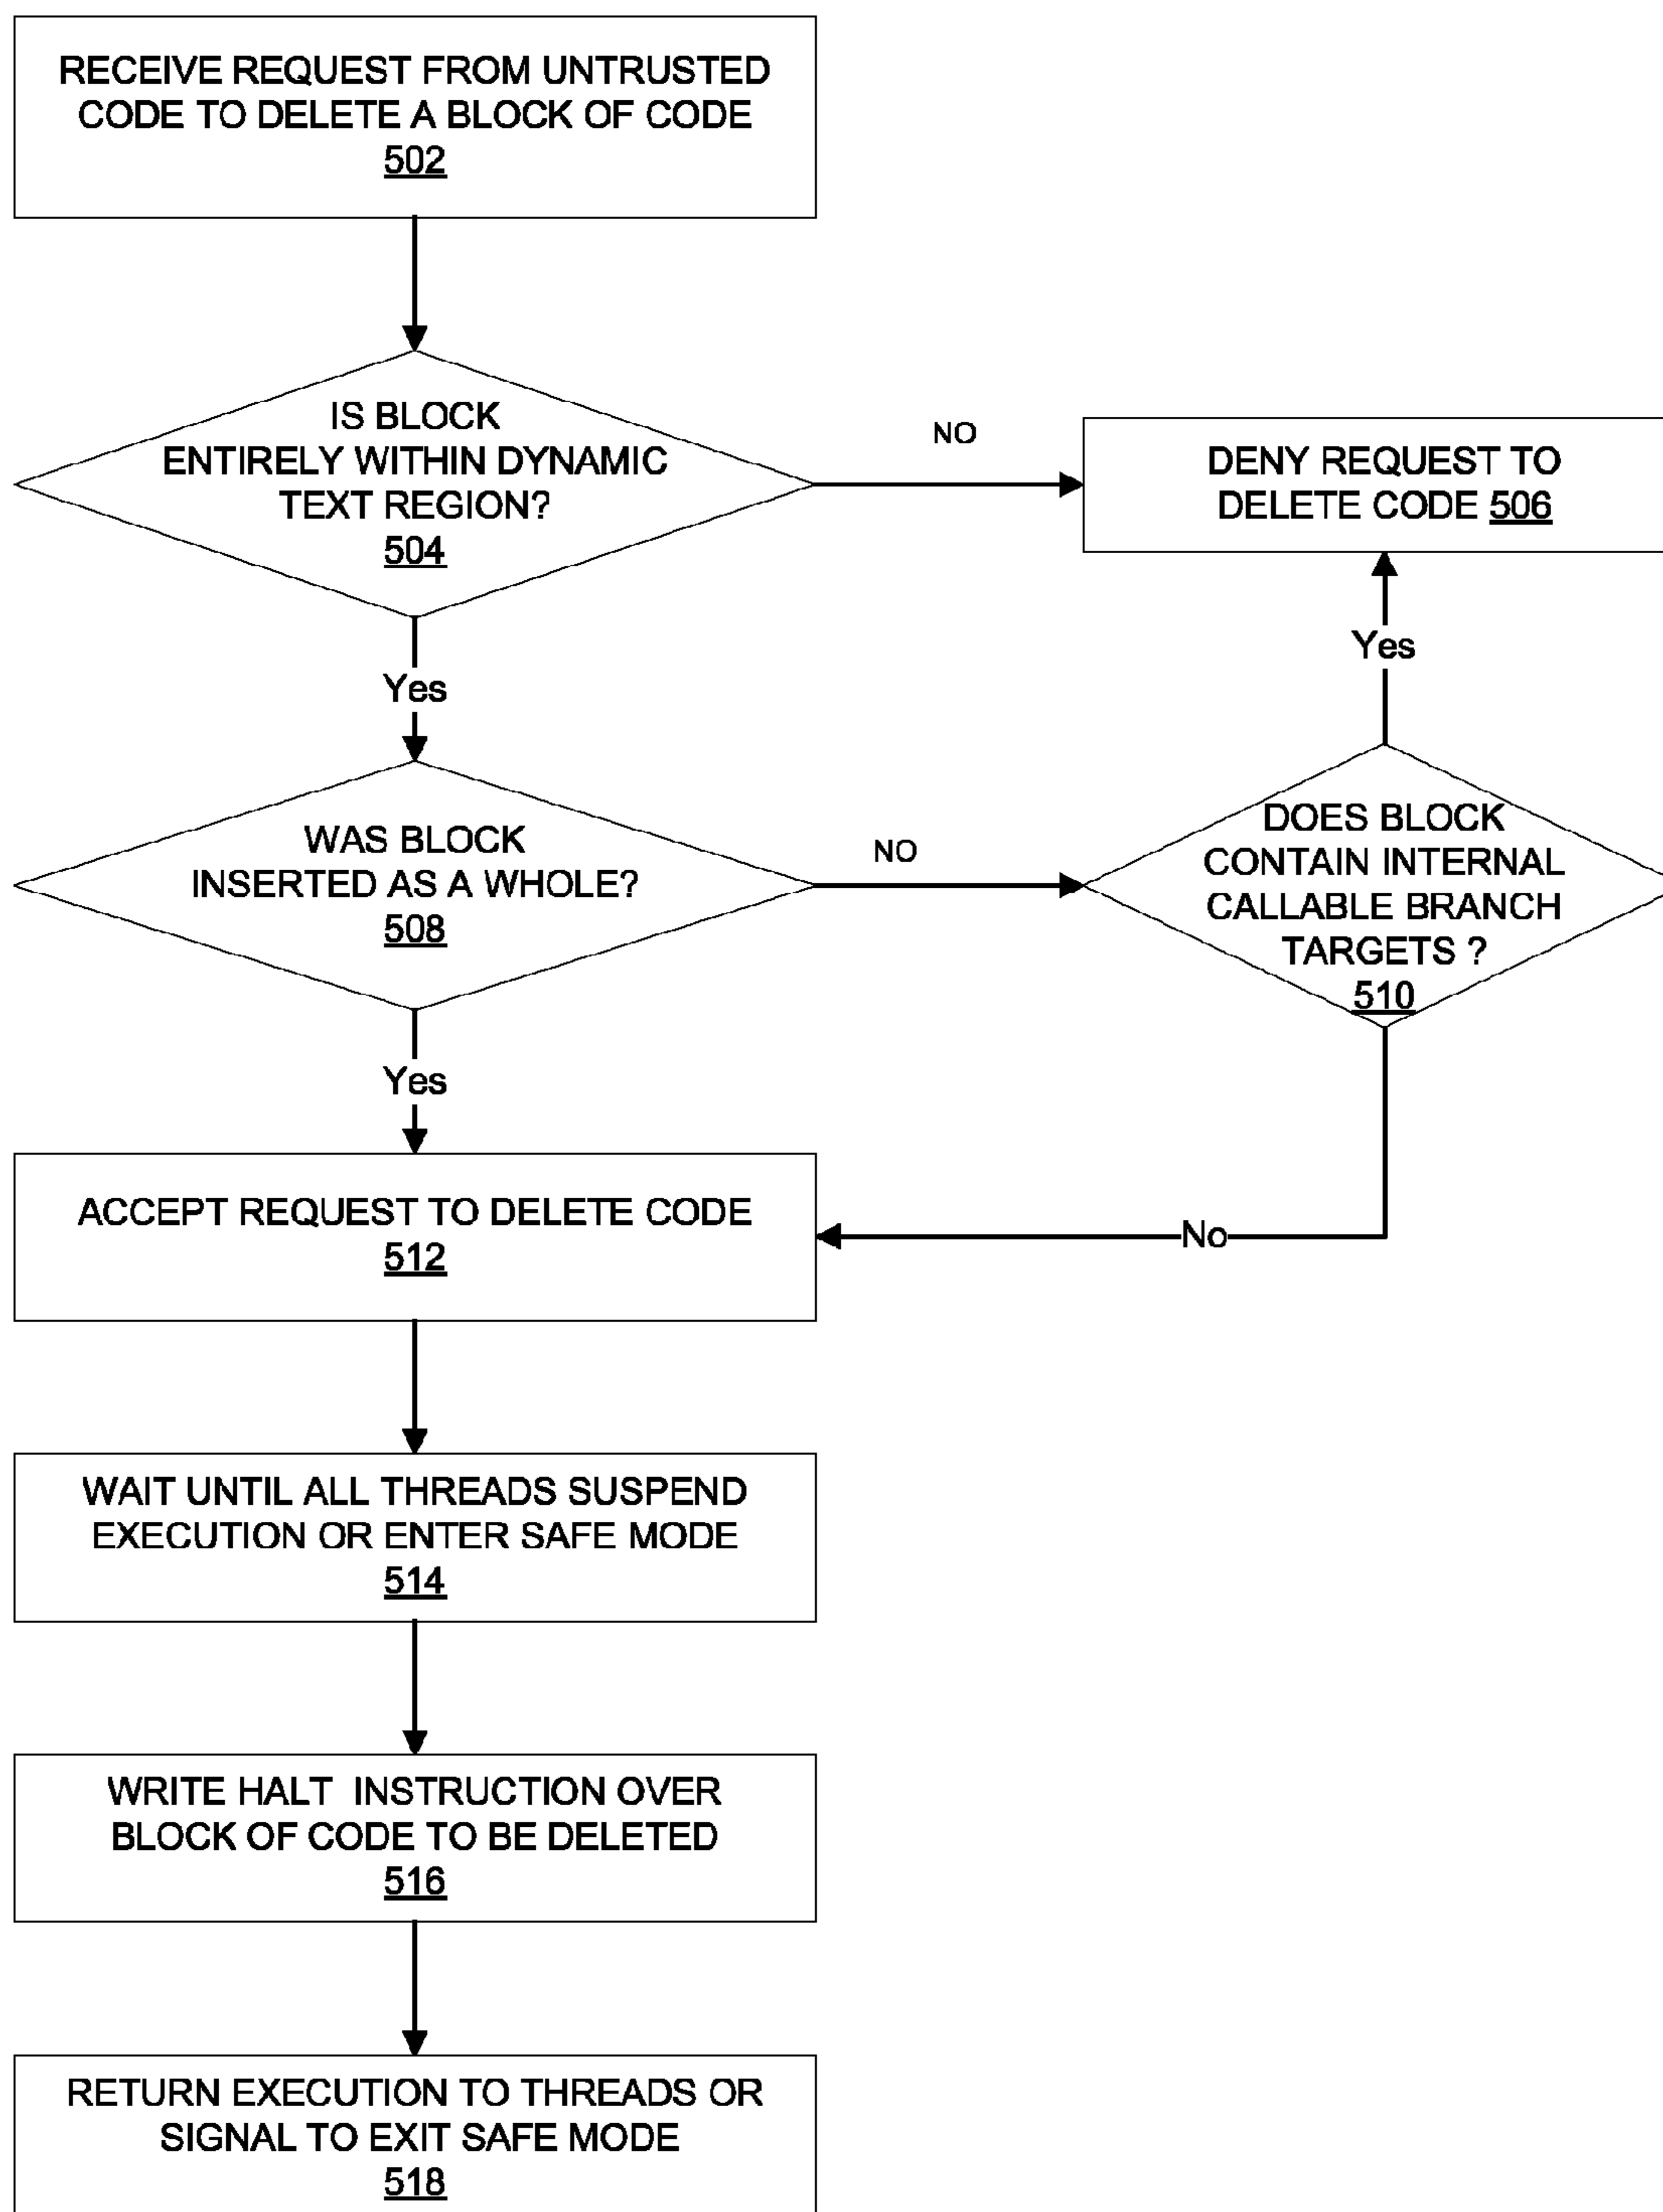 RECEIVE REQUEST FROM UNTRUSTED
CODE TO DELETE A BLOCK OF CODE
502
IS BLOCK
ENTIRELY WITHIN DYNAMIC
TEXT REGION?
504
NO
DENY REQUEST TO
DELETE CODE 506
Yes
Yes
WAS BLOCK
INSERTED AS A WHOLE?
508
NO
DOES BLOCK
CONTAIN INTERNAL
CALLABLE BRANCH
TARGETS ?
510
Yes
ACCEPT REQUEST TO DELETE CODE
512
No
WAIT UNTIL ALL THREADS SUSPEND
EXECUTION OR ENTER SAFE MODE
514
WRITE HALT INSTRUCTION OVER
BLOCK OF CODE TO BE DELETED
516
RETURN EXECUTION TO THREADS OR
SIGNAL TO EXIT SAFE MODE
518